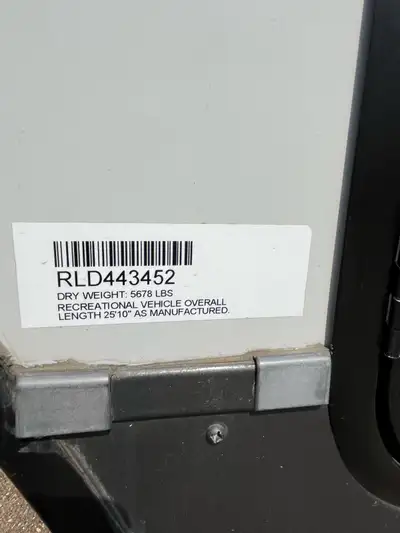 RLD443452
DRY WEIGHT: 5678 LBS
RECREATIONAL VEHICLE OVERALL
LENGTH 25'10" AS MANUFACTURED.